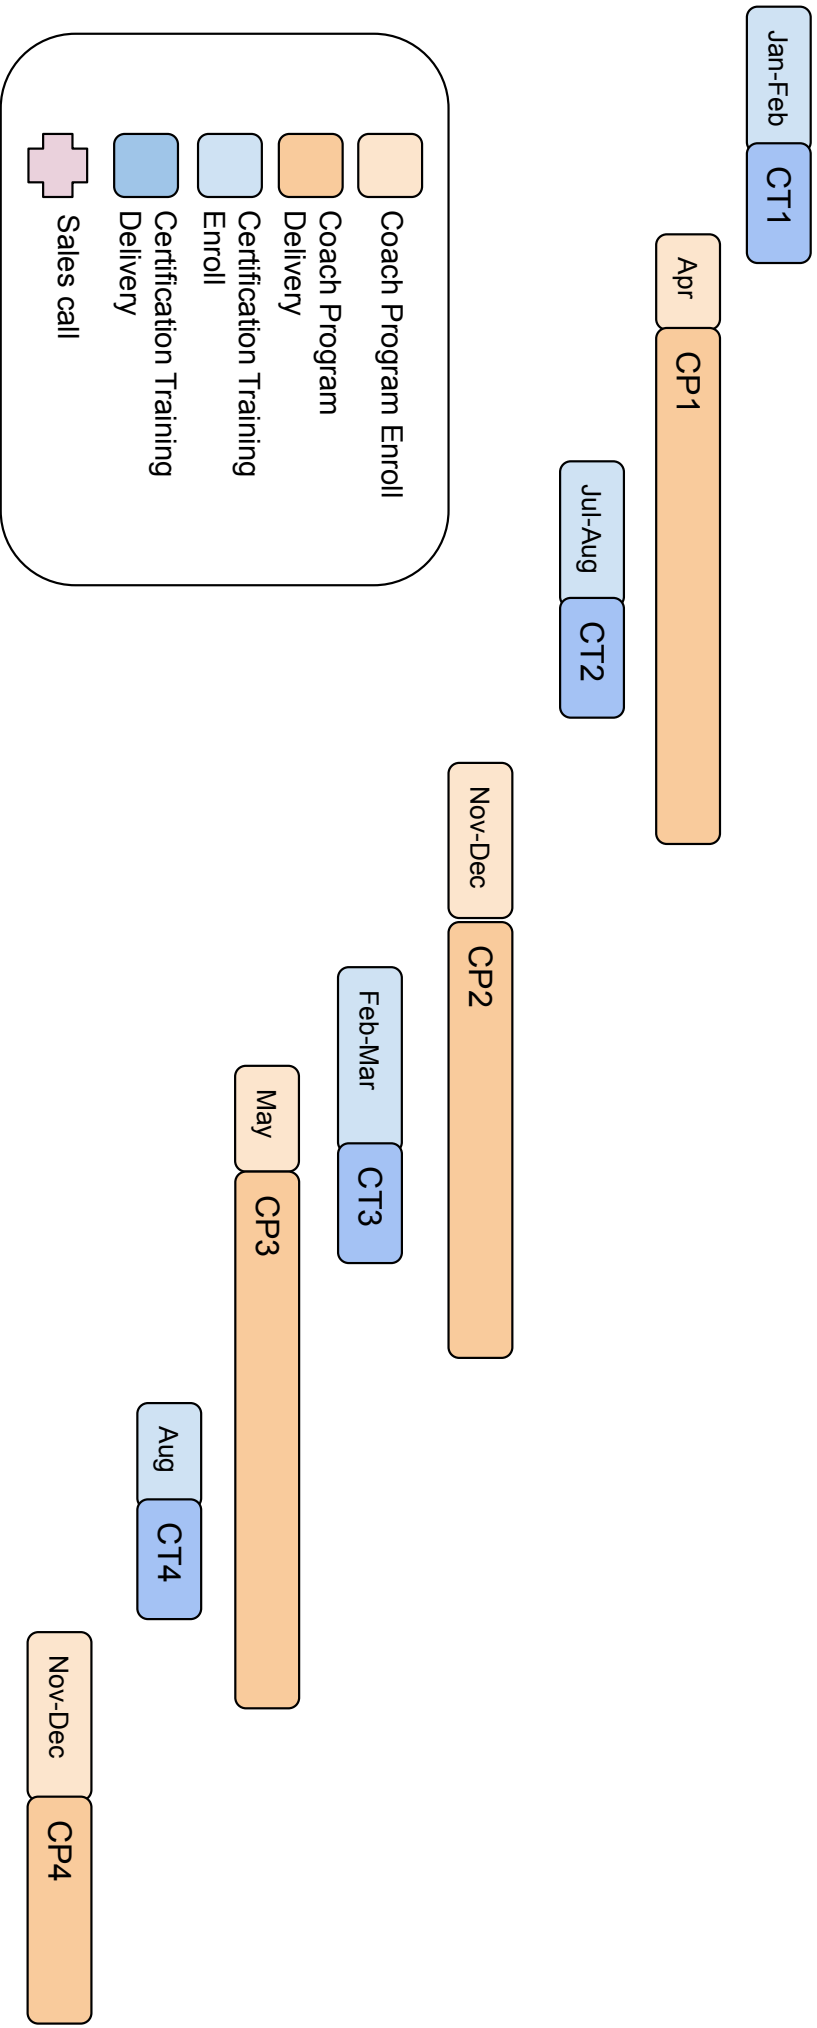 Jan-Feb
CT1
Apr
CP1
Jul-Aug
CT2
Nov-Dec
CP2
Feb-Mar
CT3
May
CP3
Aug
CT4
Nov-Dec
CP4
Coach Program Enroll
Coach Program
Delivery
Certification Training
Enroll
Certification Training
Delivery
Sales call